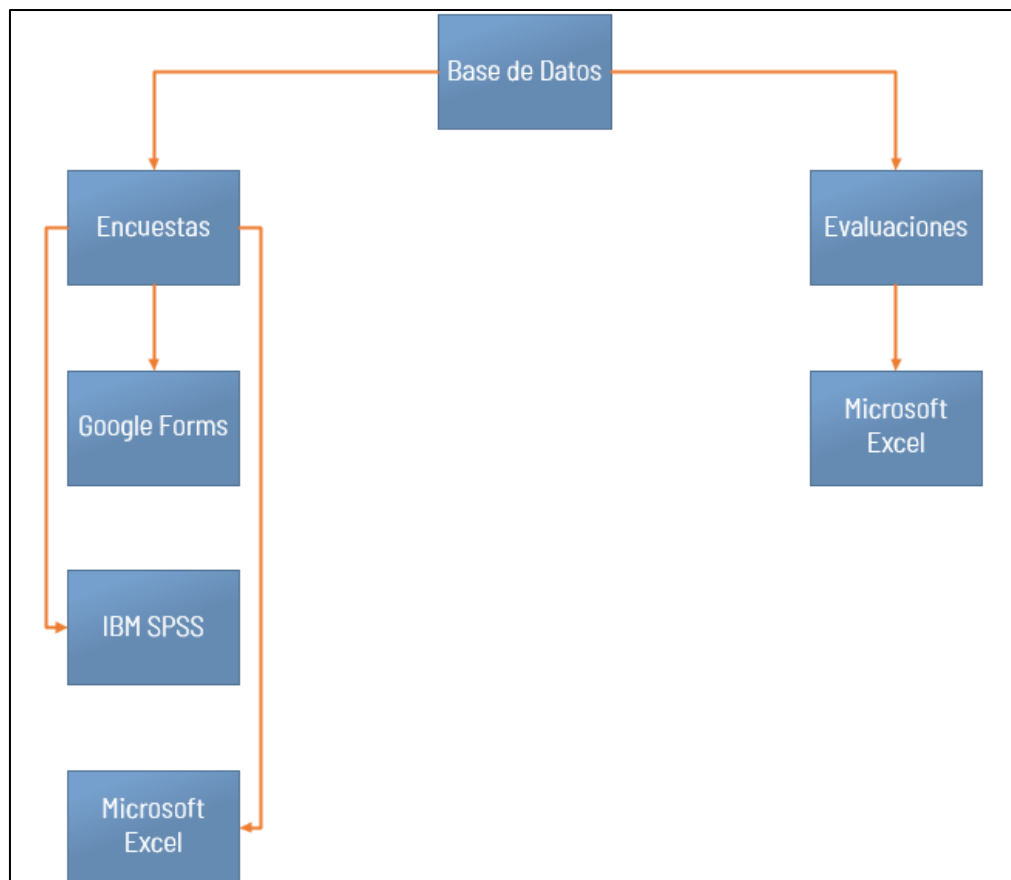 Base de Datos
Encuestas
Evaluaciones
Google Forms
Microsoft
Excel
IBM SPSS
Microsoft
Excel